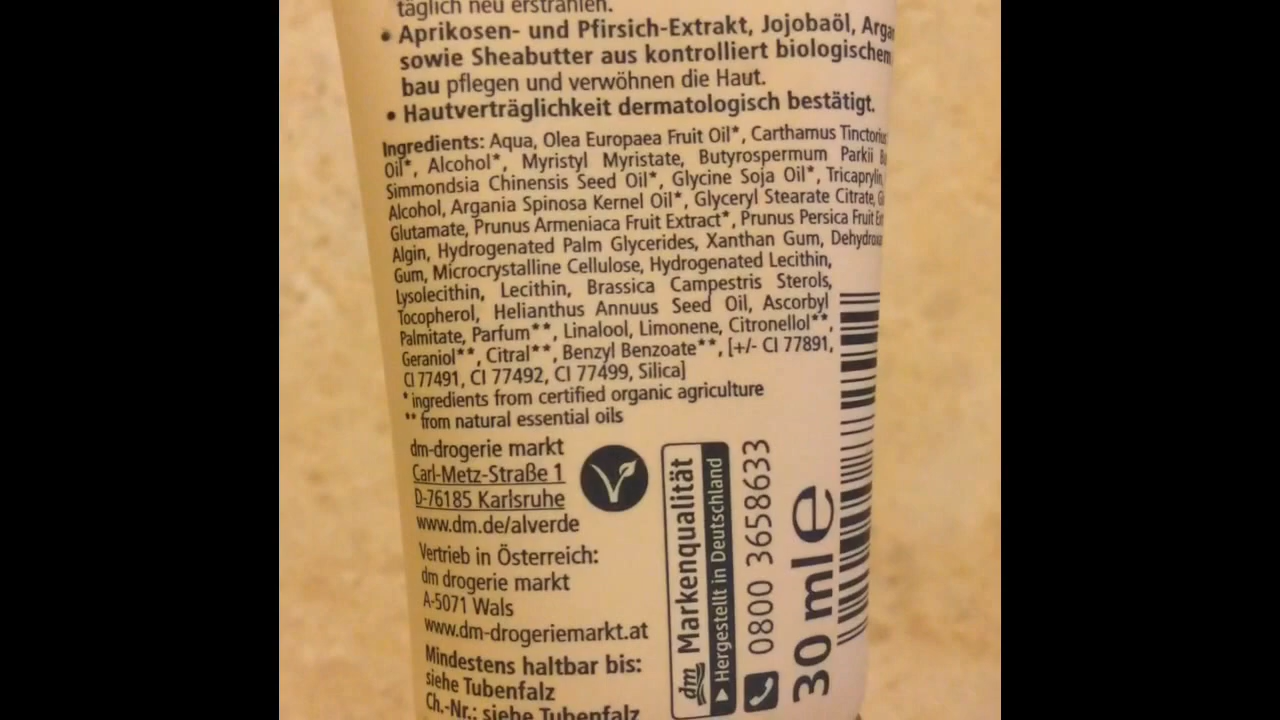 täglich neu erstrahlen.
• Aprikosen- und Pfirsich-Extrakt, Jojobaöl,
sowie Sheabutter aus kontrolliert biologischem
bau pflegen und verwöhnen die Haut.
• Hautverträglichkeit dermatologisch bestätigt.
Ingredients: Aqua, Olea Europaea Fruit Oil*, Carthamus
Oil*, Alcohol*, Myristyl Myristate, Butyrospermum Parkii
Simmondsia Chinensis Seed Oil*, Glycine Soja Oil*, Tricaprylin,
Alcohol, Argania Spinosa Kernel Oil*, Glyceryl Stearate Citrate,
Glutamate, Prunus Armeniaca Fruit Extract*, Prunus Persica Fruit
Algin, Hydrogenated Palm Glycerides, Xanthan Gum,
Gum, Microcrystalline Cellulose, Hydrogenated Lecithin,
Lysolecithin, Lecithin, Brassica Campestris Sterols,
Tocopherol, Helianthus Annuus Seed Oil, Ascorbyl
Palmitate, Parfum**, Linalool, Limonene, Citronellol**,
Geraniol**, Citral**, Benzyl Benzoate**, [+/- CI 77891,
CI 77491, CI 77492, CI 77499, Silica]
* ingredients from certified organic agriculture
** from natural essential oils
dm-drogerie markt
Carl-Metz-Straße 1
D-76185 Karlsruhe
www.dm.de/alverde
Vertrieb in Österreich:
dm drogerie markt
A-5071 Wals
www.dm-drogeriemarkt.at
Mindestens haltbar bis:
siehe Tubenfalz
Ch.-Nr.: siehe Tubenfalz
dm Markenqualität
▶ Hergestellt in Deutschland
0800 3658633
30 ml e